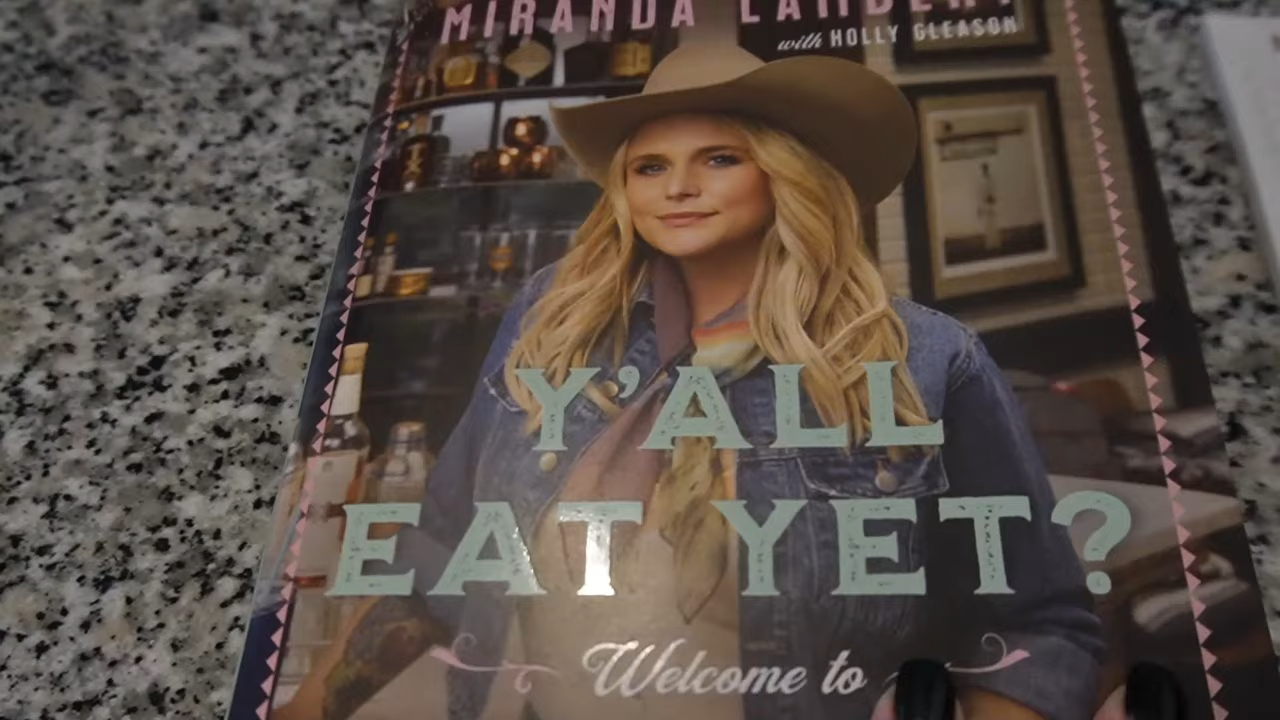 MIRANDA LAMBERT
with HOLLY GLEASON
Y'ALL
EAT YET?
Welcome to